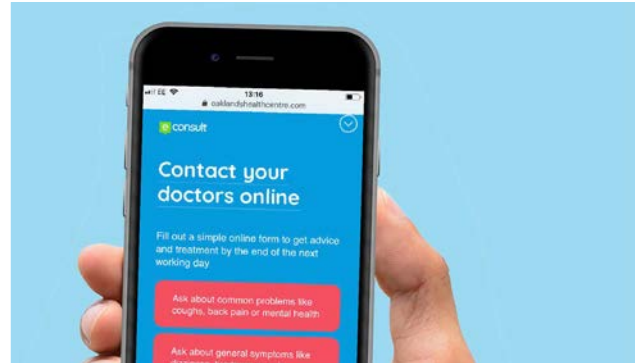 EE 13:16
oaklandshealthcentre.com
e consult
Contact your
doctors online
Fill out a simple online form to get advice
and treatment by the end of the next
working day
Ask about common problems like
coughs, back pain or mental health
Ask about general symptoms like